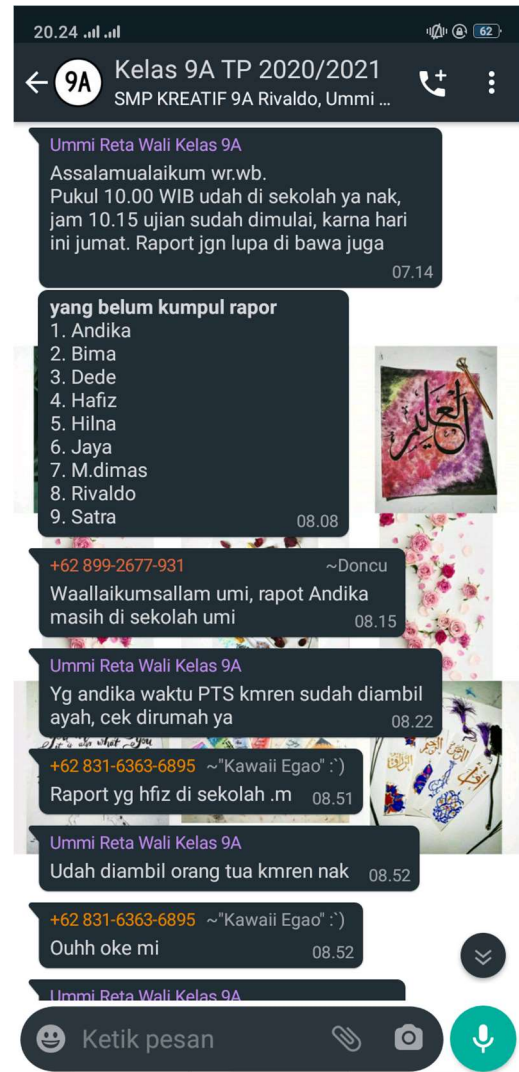 20.24
62
9A
Kelas 9A TP 2020/2021
SMP KREATIF 9A Rivaldo, Ummi ...
Ummi Reta Wali Kelas 9A
Assalamualaikum wr.wb.
Pukul 10.00 WIB udah di sekolah ya nak,
jam 10.15 ujian sudah dimulai, karna hari
ini jumat. Raport jgn lupa di bawa juga
07.14
yang belum kumpul rapor
1. Andika
2. Bima
3. Dede
4. Hafiz
5. Hilna
6. Jaya
7. M.dimas
8. Rivaldo
9. Satra
08.08
العليم
+62 899-2677-931 ~Doncu
Waallaikumsallam umi, rapot Andika
masih di sekolah umi
08.15
Ummi Reta Wali Kelas 9A
Yg andika waktu PTS kmren sudah diambil
ayah, cek dirumah ya
08.22
+62 831-6363-6895 ~"Kawaii Egao" :`)
Raport yg hfiz di sekolah .m 08.51
Ummi Reta Wali Kelas 9A
Udah diambil orang tua kmren nak 08.52
+62 831-6363-6895 ~"Kawaii Egao" :`)
Ouhh oke mi
08.52
Ummi Reta Wali Kelas 9A
Ketik pesan